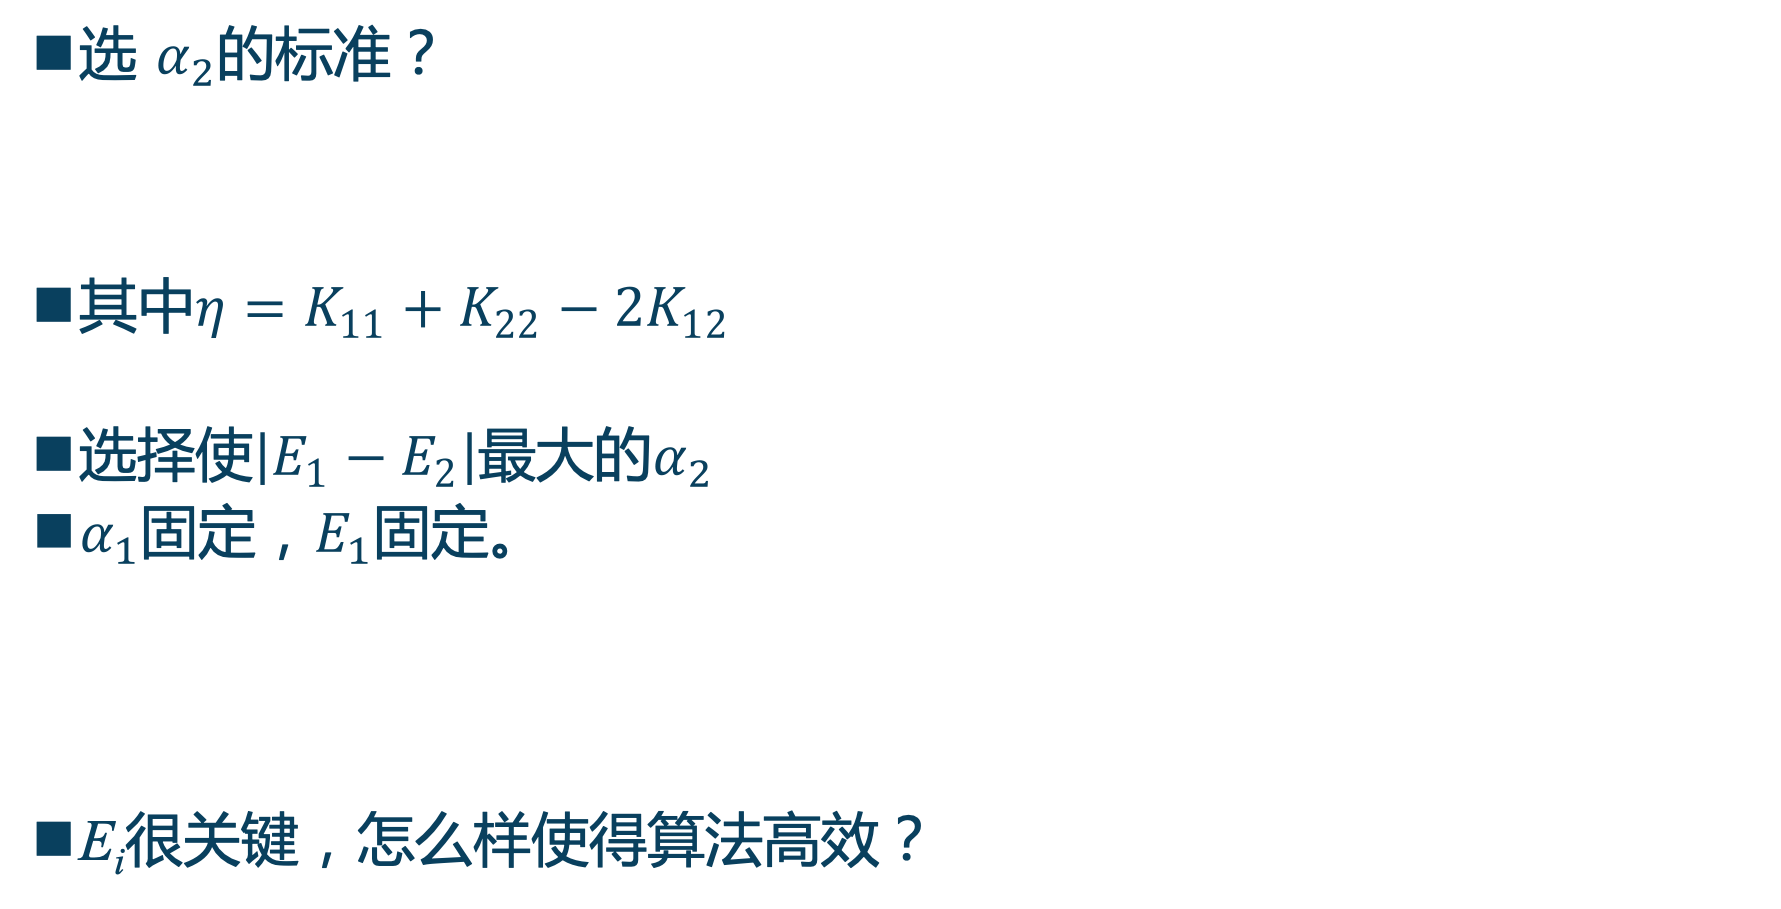 ■选 α₂的标准？
■其中η = K₁₁ + K₂₂ − 2K₁₂
■选择使|E₁ − E₂|最大的α₂
■α₁固定，E₁固定。
■Eᵢ很关键，怎么样使得算法高效？